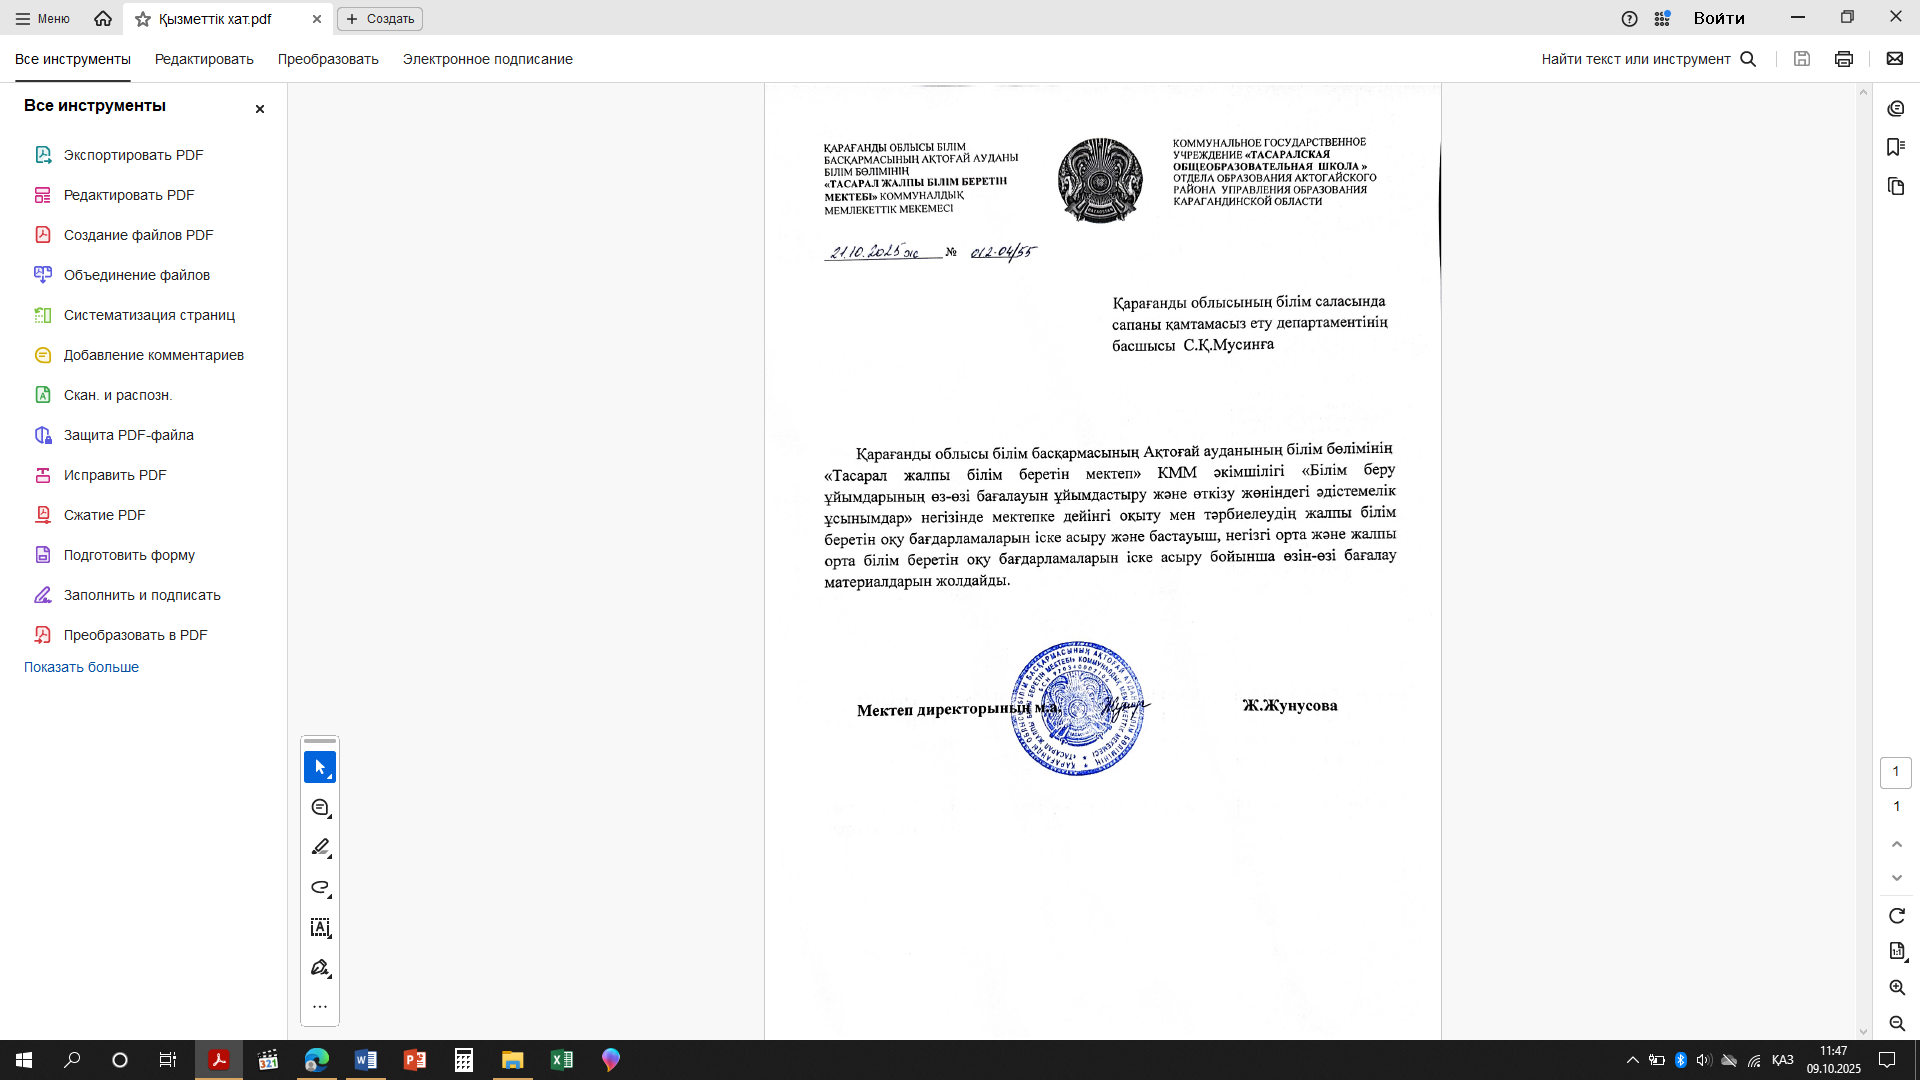 Меню
Қызметтік хат.pdf
Создать
Войти
Все инструменты
Редактировать
Преобразовать
Электронное подписание
Найти текст или инструмент
Все инструменты
Экспортировать PDF
Редактировать PDF
Создание файлов PDF
Объединение файлов
Систематизация страниц
Добавление комментариев
Скан. и распозн.
Защита PDF-файла
Исправить PDF
Сжатие PDF
Подготовить форму
Заполнить и подписать
Преобразовать в PDF
Показать больше
ҚАРАҒАНДЫ ОБЛЫСЫ БІЛІМ
БАСҚАРМАСЫНЫҢ АҚТОҒАЙ АУДАНЫ
БІЛІМ БӨЛІМІНІҢ
«ТАСАРАЛ ЖАЛПЫ БІЛІМ БЕРЕТІН
МЕКТЕБІ» КОММУНАЛДЫҚ
МЕМЛЕКЕТТІК МЕКЕМЕСІ
КОММУНАЛЬНОЕ ГОСУДАРСТВЕННОЕ
УЧРЕЖДЕНИЕ «ТАСАРАЛСКАЯ
ОБЩЕОБРАЗОВАТЕЛЬНАЯ ШКОЛА »
ОТДЕЛА ОБРАЗОВАНИЯ АКТОГАЙСКОГО
РАЙОНА УПРАВЛЕНИЯ ОБРАЗОВАНИЯ
КАРАГАНДИНСКОЙ ОБЛАСТИ
21.10.2025 ж № 012-04/55
Қарағанды облысының білім саласында
сапаны қамтамасыз ету департаментінің
басшысы С.Қ.Мусинға
Қарағанды облысы білім басқармасының Ақтоғай ауданының білім бөлімінің
«Тасарал жалпы білім беретін мектеп» КММ әкімшілігі «Білім беру
ұйымдарының өз-өзі бағалауын ұйымдастыру және өткізу жөніндегі әдістемелік
ұсынымдар» негізінде мектепке дейінгі оқыту мен тәрбиелеудің жалпы білім
беретін оқу бағдарламаларын іске асыру және бастауыш, негізгі орта және жалпы
орта білім беретін оқу бағдарламаларын іске асыру бойынша өзін-өзі бағалау
материалдарын жолдайды.
Мектеп директорының м.а.
Ж.Жунусова
1
1
ҚАЗ
11:47
09.10.2025